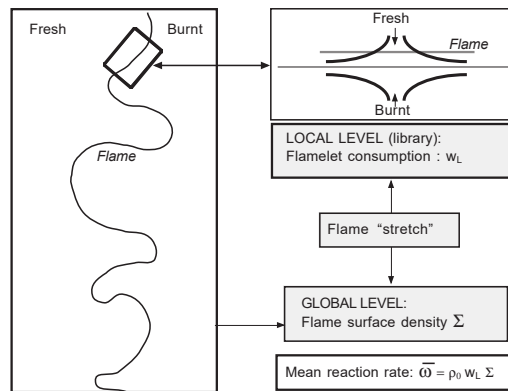 Fresh
Burnt
Flame
Fresh
Flame
Burnt
LOCAL LEVEL (library):
Flamelet consumption : w_L
Flame “stretch”
GLOBAL LEVEL:
Flame surface density Σ
Mean reaction rate: ω̅ = ρ₀ w_L Σ